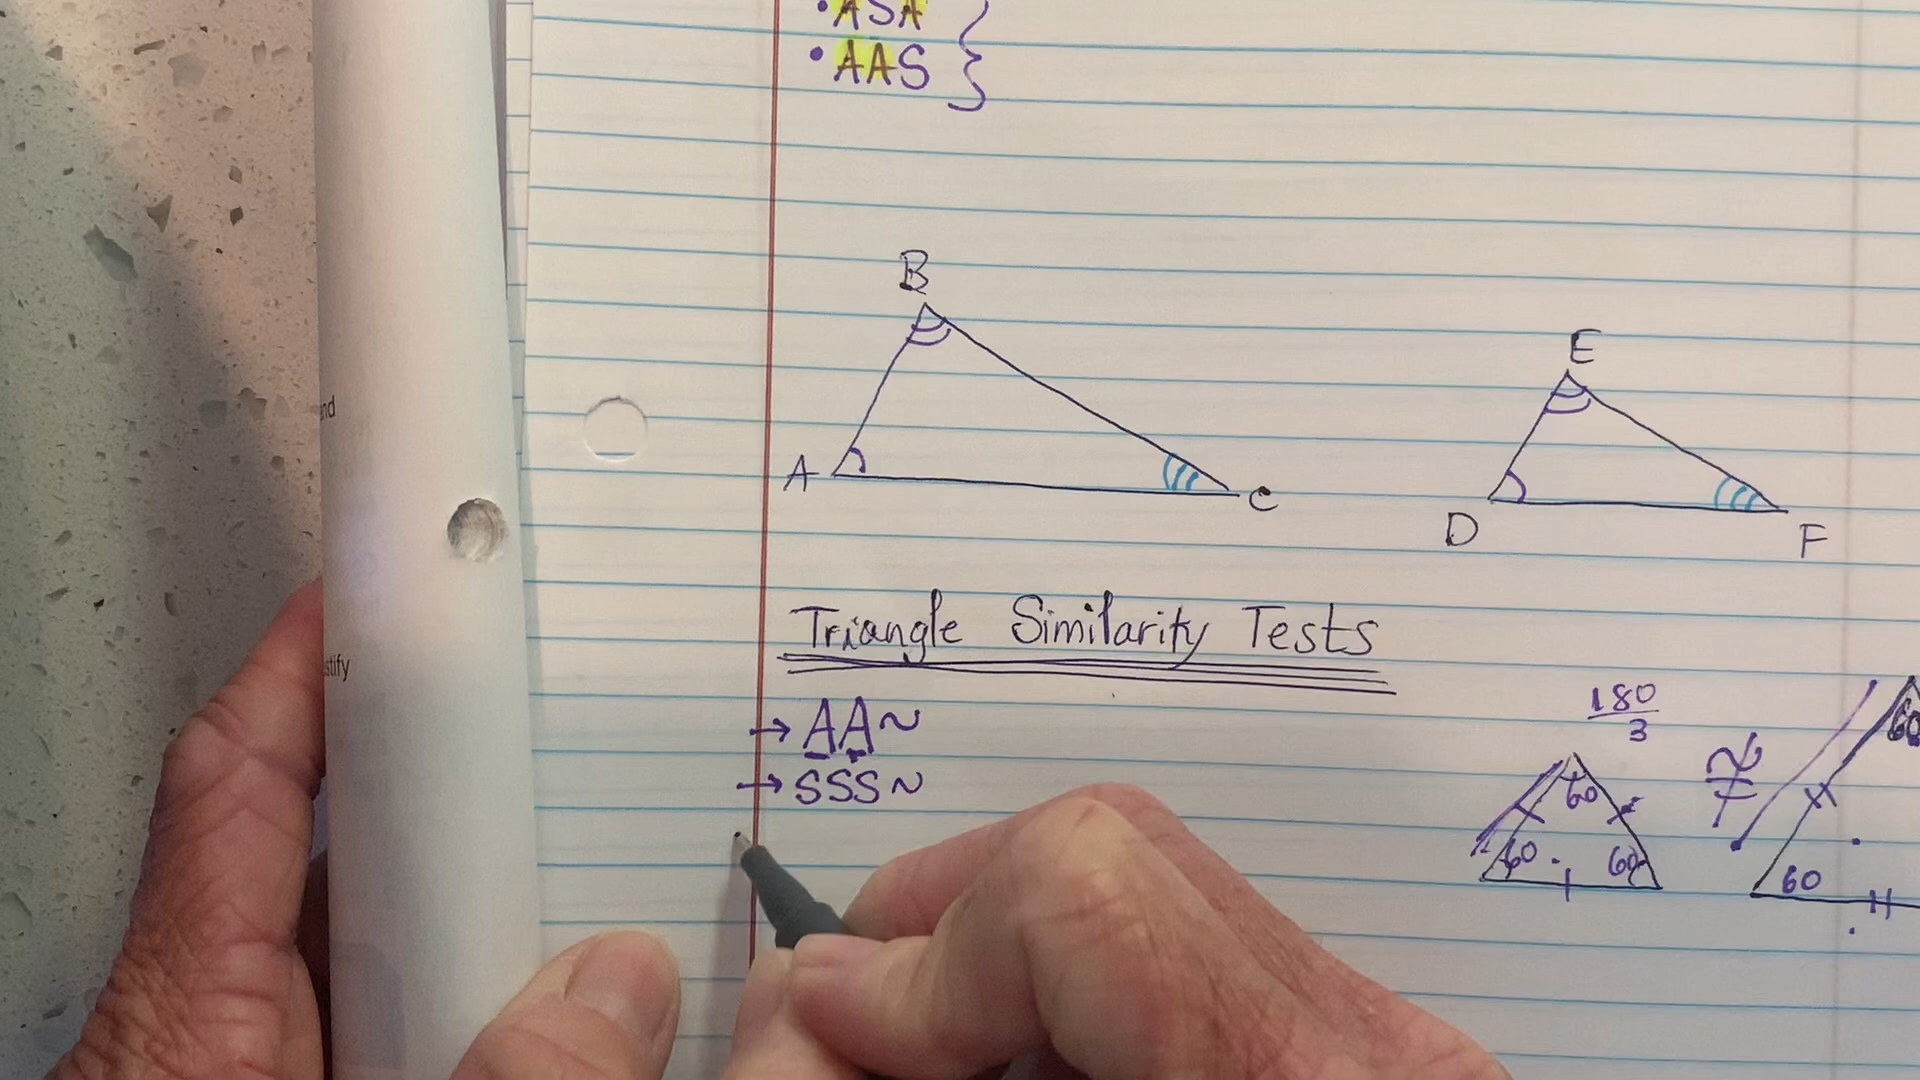 • ASA
• AAS
B
E
A
C
D
F
Triangle Similarity Tests
→ AA~
→ SSS~
180
3
60
60
60
≇
60
60